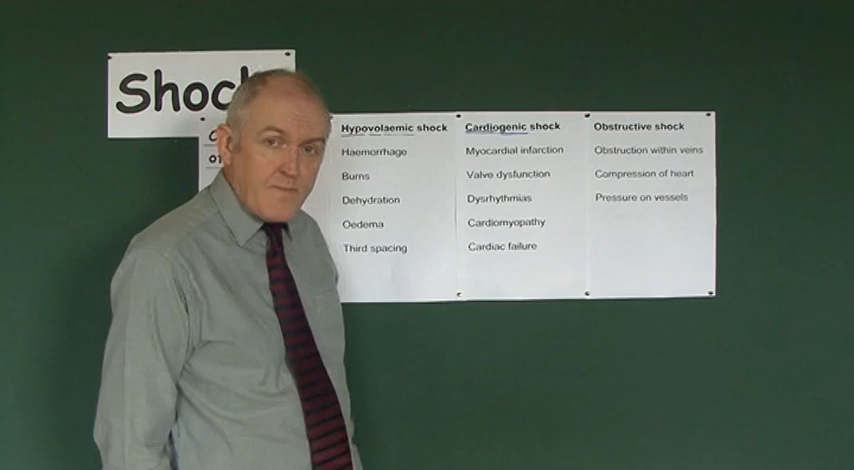 Shock
Hypovolaemic shock
Haemorrhage
Burns
Dehydration
Oedema
Third spacing
Cardiogenic shock
Myocardial infarction
Valve dysfunction
Dysrhythmias
Cardiomyopathy
Cardiac failure
Obstructive shock
Obstruction within veins
Compression of heart
Pressure on vessels